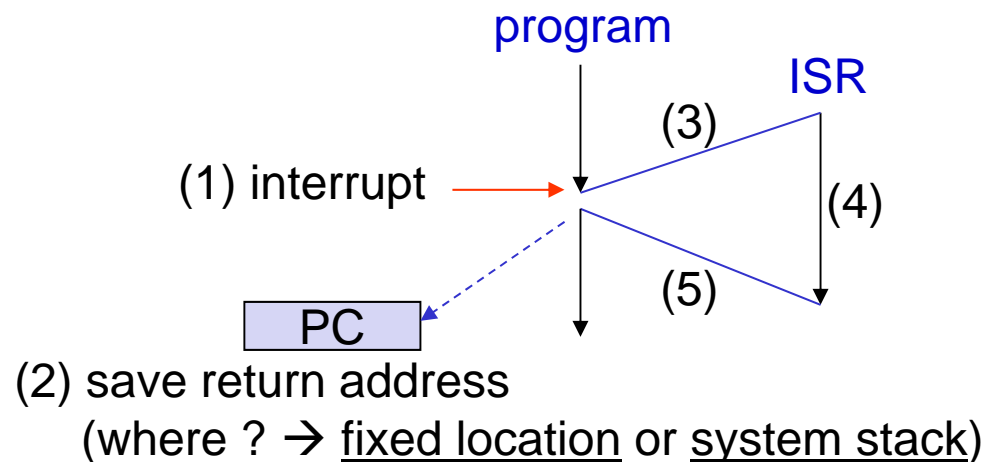 program
ISR
(3)
(1) interrupt
(4)
(5)
PC
(2) save return address
(where ? → fixed location or system stack)